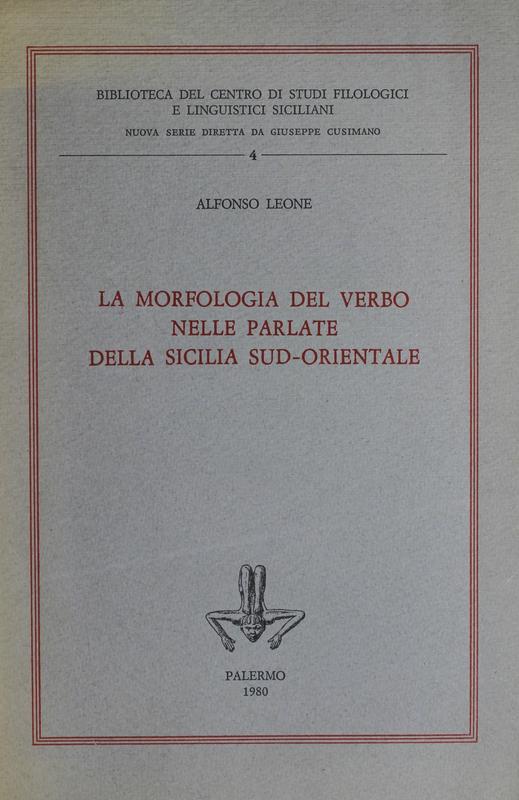 BIBLIOTECA DEL CENTRO DI STUDI FILOLOGICI
E LINGUISTICI SICILIANI
NUOVA SERIE DIRETTA DA GIUSEPPE CUSIMANO
4
ALFONSO LEONE
LA MORFOLOGIA DEL VERBO
NELLE PARLATE
DELLA SICILIA SUD-ORIENTALE
PALERMO
1980